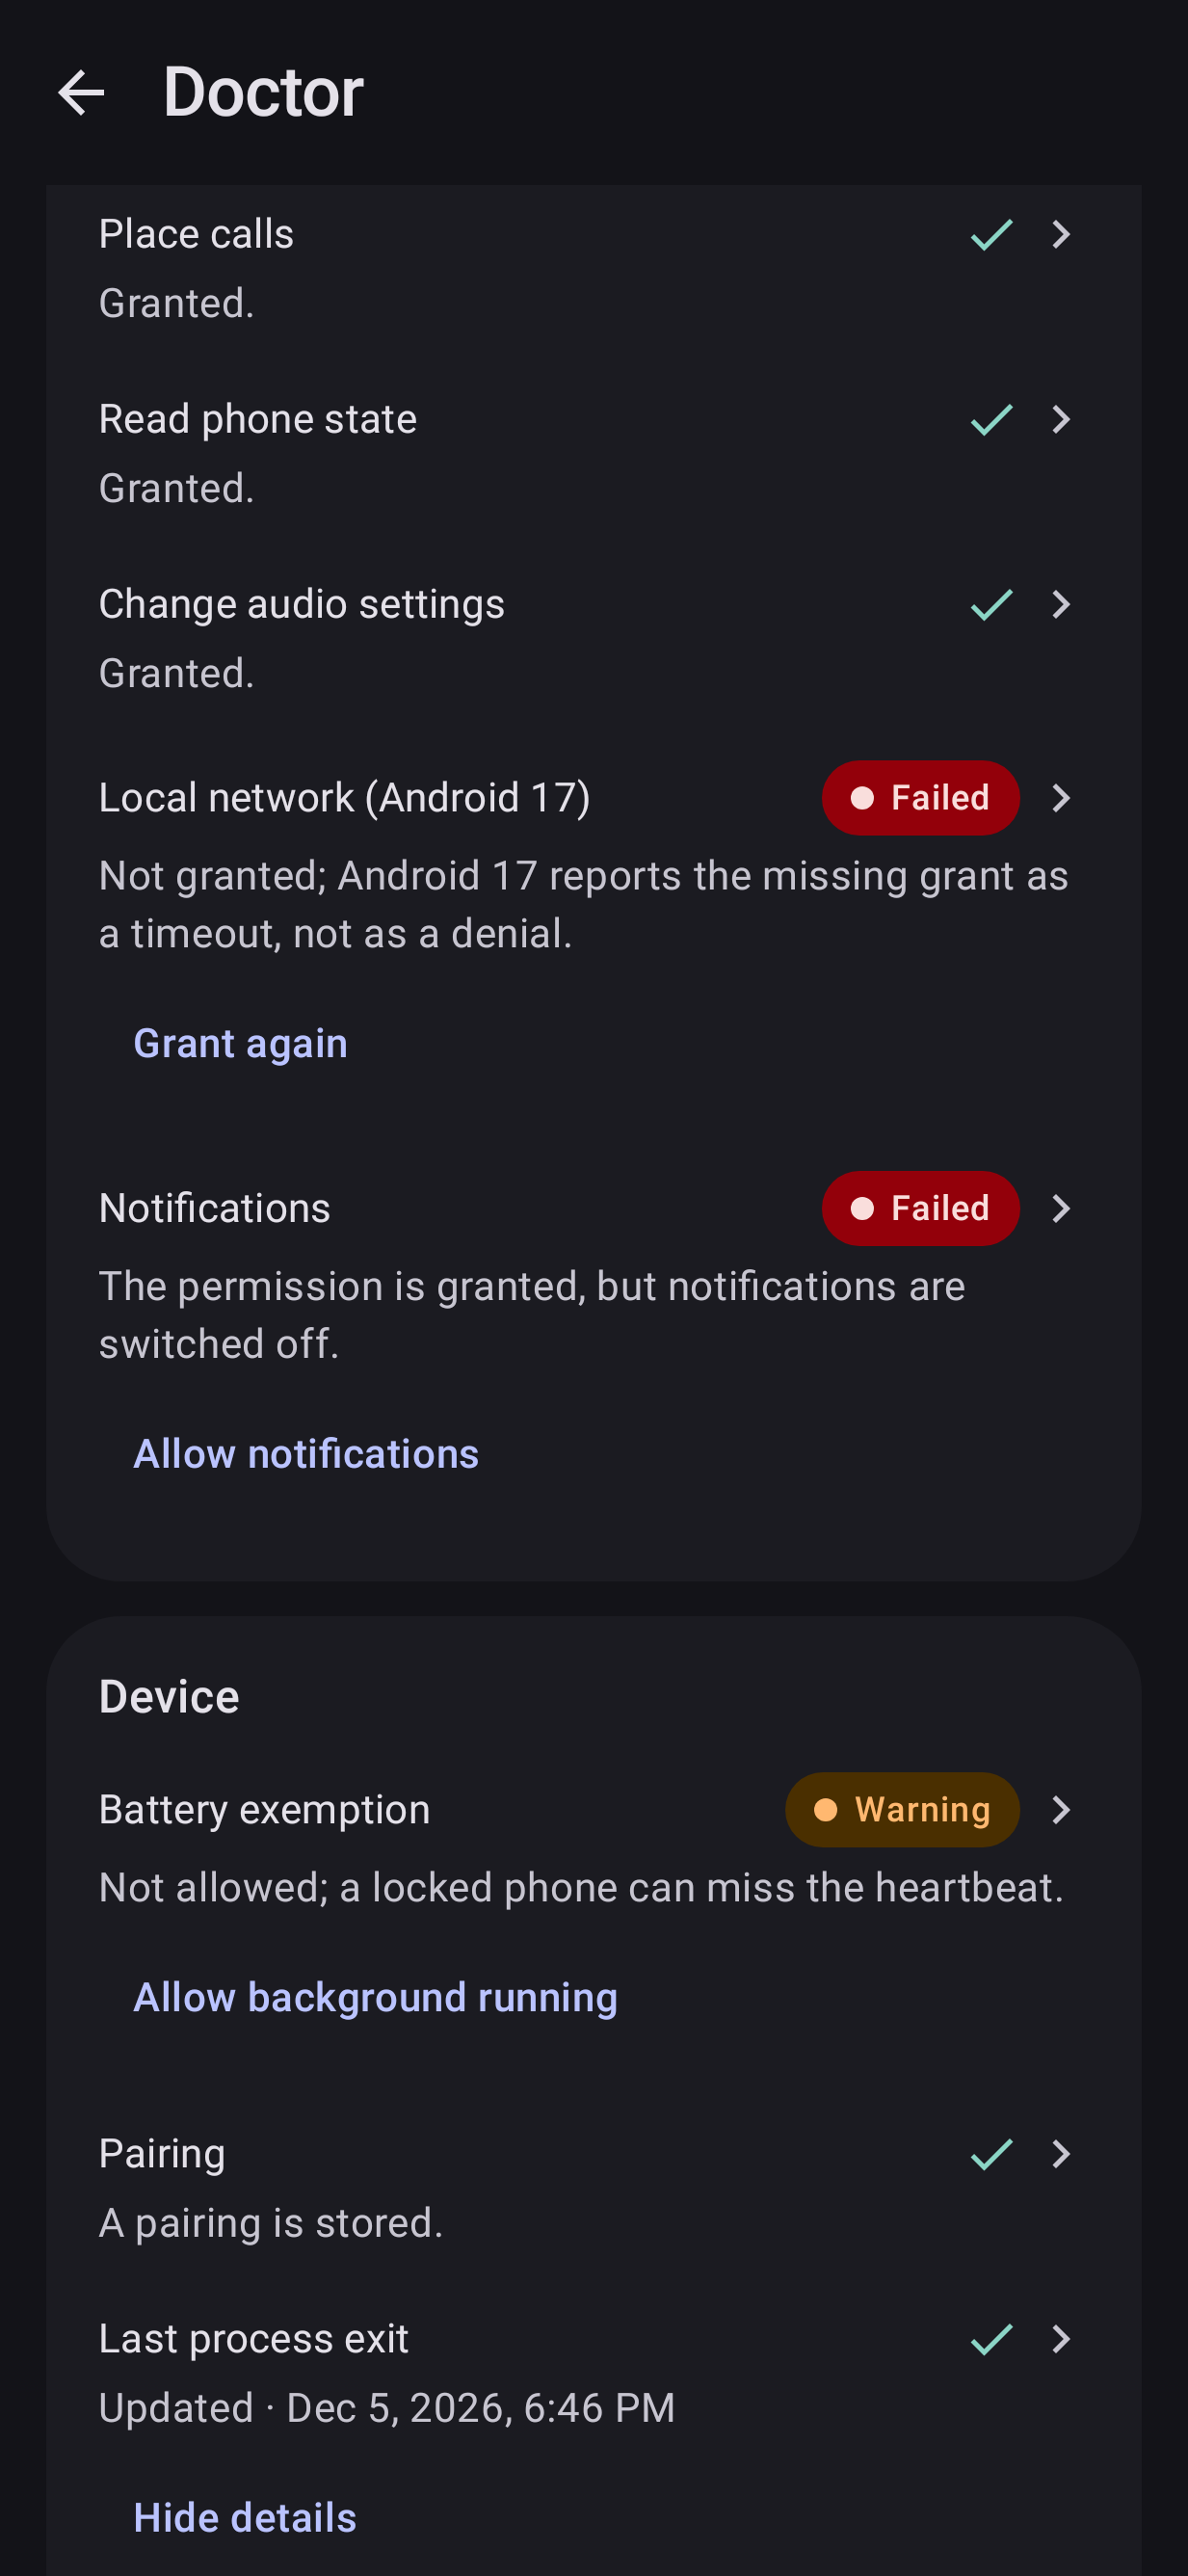 Doctor
Place calls
Granted.
Read phone state
Granted.
Change audio settings
Granted.
Local network (Android 17)
Failed
Not granted; Android 17 reports the missing grant as
a timeout, not as a denial.
Grant again
Notifications
Failed
The permission is granted, but notifications are
switched off.
Allow notifications
Device
Battery exemption
Warning
Not allowed; a locked phone can miss the heartbeat.
Allow background running
Pairing
A pairing is stored.
Last process exit
Updated · Dec 5, 2026, 6:46 PM
Hide details